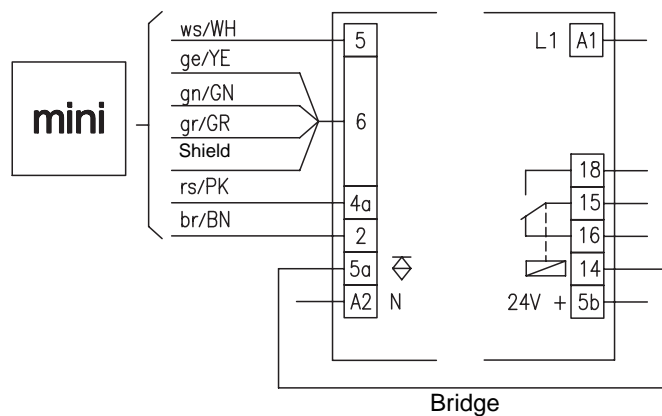 ws/WH
5
L1 A1
ge/YE
gn/GN
mini
6
gr/GR
Shield
18
rs/PK
4a
15
br/BN
2
16
5a
14
A2 N
24V + 5b
Bridge